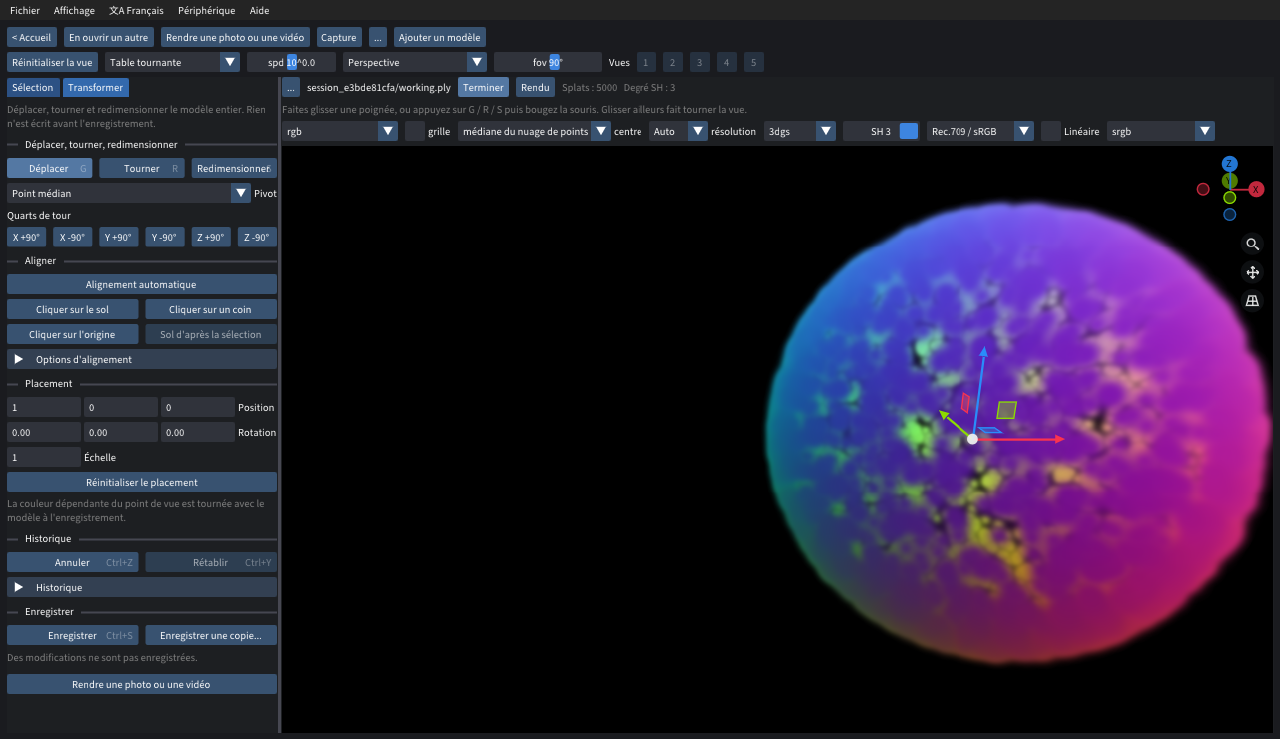 Fichier Affichage 文A Français Périphérique Aide
< Accueil En ouvrir un autre Rendre une photo ou une vidéo Capture ... Ajouter un modèle
Réinitialiser la vue Table tournante spd 10^0.0 Perspective fov 90° Vues 1 2 3 4 5
Sélection Transformer ... session_e3bde81cfa/working.ply Terminer Rendu Splats : 5000 Degré SH : 3
Déplacer, tourner et redimensionner le modèle entier. Rien
n'est écrit avant l'enregistrement.
Faites glisser une poignée, ou appuyez sur G / R / S puis bougez la souris. Glisser ailleurs fait tourner la vue.
rgb grille médiane du nuage de points centre Auto résolution 3dgs SH 3 Rec.709 / sRGB Linéaire srgb
Déplacer, tourner, redimensionner
Déplacer G Tourner R Redimensionner
Point médian Pivot
Quarts de tour
X +90° X -90° Y +90° Y -90° Z +90° Z -90°
Aligner
Alignement automatique
Cliquer sur le sol Cliquer sur un coin
Cliquer sur l'origine Sol d'après la sélection
Options d'alignement
Placement
1 0 0 Position
0.00 0.00 0.00 Rotation
1 Échelle
Réinitialiser le placement
La couleur dépendante du point de vue est tournée avec le
modèle à l'enregistrement.
Historique
Annuler Ctrl+Z Rétablir Ctrl+Y
Historique
Enregistrer
Enregistrer Ctrl+S Enregistrer une copie...
Des modifications ne sont pas enregistrées.
Rendre une photo ou une vidéo
Z
Y
X